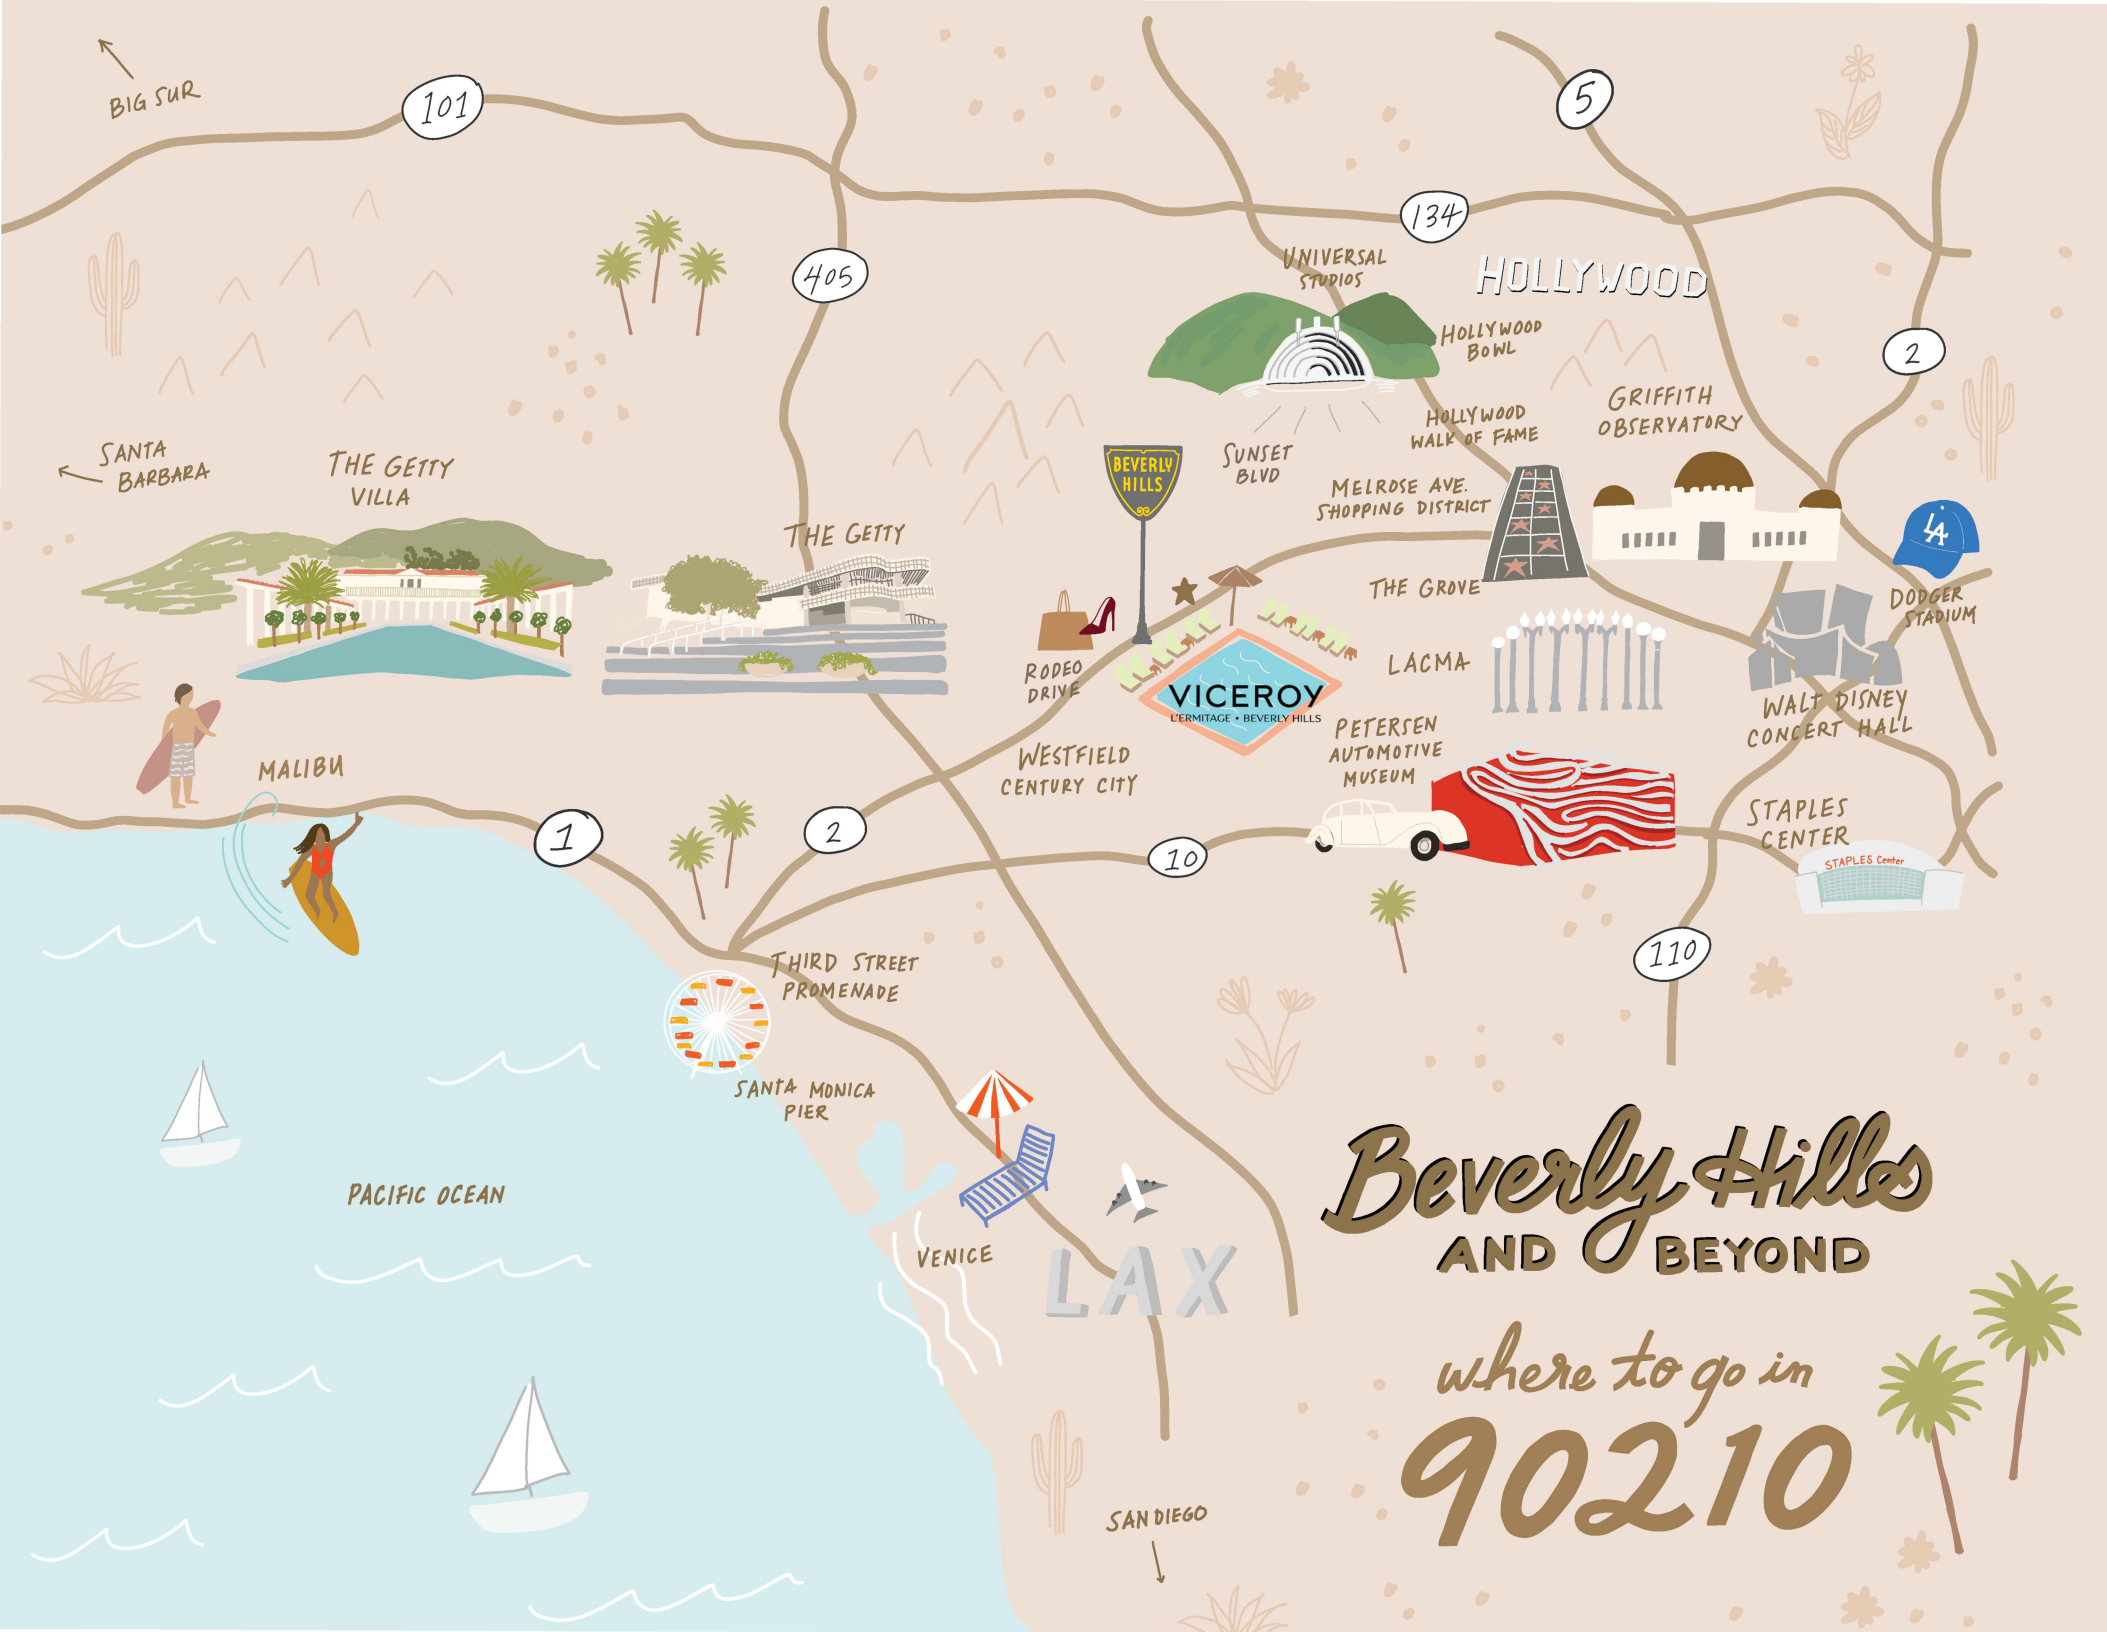 BIG SUR
101
5
134
405
UNIVERSAL
STUDIOS
HOLLYWOOD
HOLLYWOOD
BOWL
2
GRIFFITH
OBSERVATORY
HOLLYWOOD
WALK OF FAME
SANTA
BARBARA
THE GETTY
VILLA
BEVERLY
HILLS
SUNSET
BLVD
MELROSE AVE.
SHOPPING DISTRICT
THE GETTY
LA
DODGER
STADIUM
THE GROVE
RODEO
DRIVE
LACMA
VICEROY
L'ERMITAGE • BEVERLY HILLS
WALT DISNEY
CONCERT HALL
PETERSEN
AUTOMOTIVE
MUSEUM
WESTFIELD
CENTURY CITY
MALIBU
1
2
10
STAPLES
CENTER
STAPLES Center
110
THIRD STREET
PROMENADE
SANTA MONICA
PIER
PACIFIC OCEAN
VENICE
LAX
Beverly Hills
AND BEYOND
where to go in
90210
SAN DIEGO